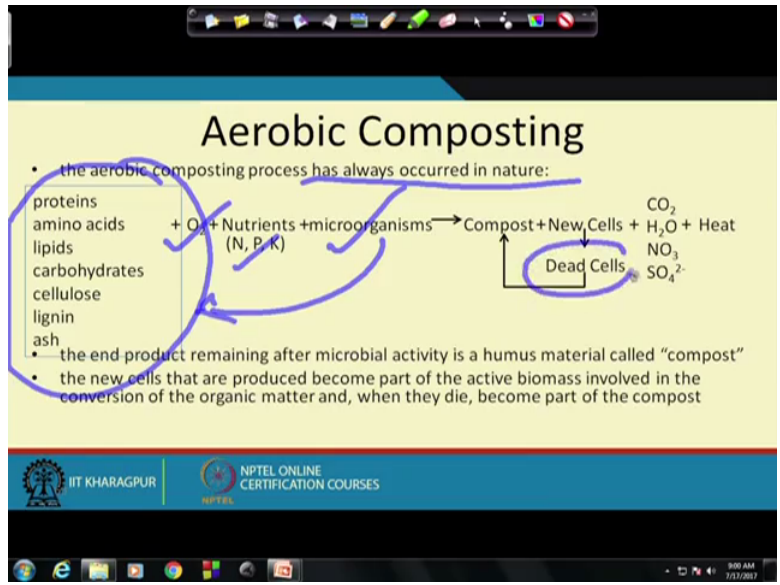 Aerobic Composting
• the aerobic composting process has always occurred in nature:
proteins
amino acids
lipids
carbohydrates
cellulose
lignin
ash
+ O2 + Nutrients +microorganisms → Compost + New Cells +
(N, P, K)
Dead Cells
CO2
H2O + Heat
NO3
SO4 2-
• the end product remaining after microbial activity is a humus material called “compost”
• the new cells that are produced become part of the active biomass involved in the
conversion of the organic matter and, when they die, become part of the compost
IIT KHARAGPUR
NPTEL
NPTEL ONLINE
CERTIFICATION COURSES
9:00 AM
7/17/2017